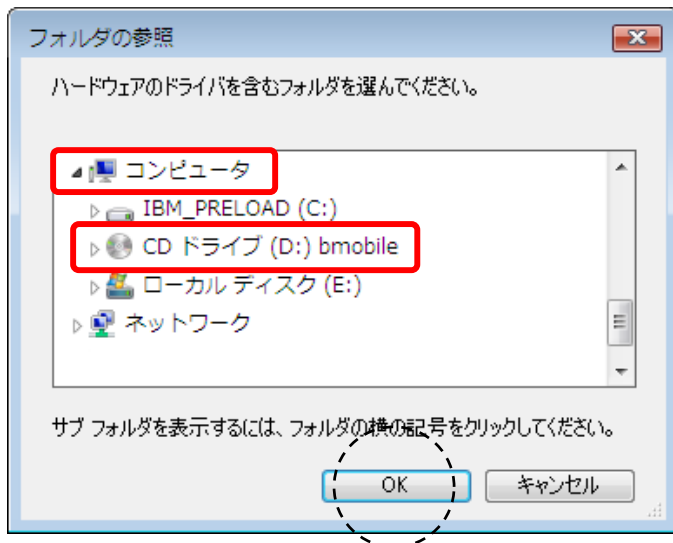 フォルダの参照
ハードウェアのドライバを含むフォルダを選んでください。
コンピュータ
IBM_PRELOAD (C:)
CD ドライブ (D:) bmobile
ローカル ディスク (E:)
ネットワーク
サブ フォルダを表示するには、フォルダの横の記号をクリックしてください。
OK キャンセル